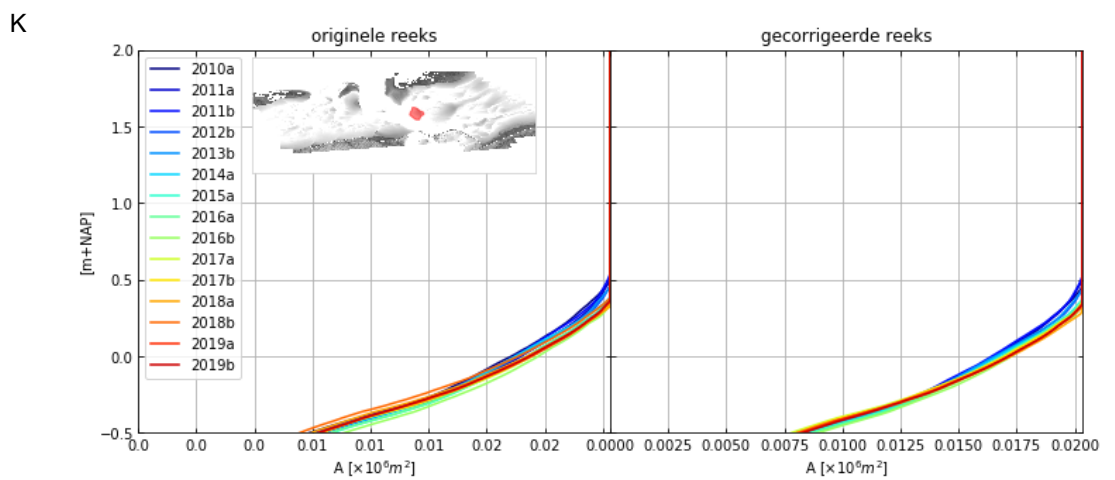 K
originele reeks
gecorrigeerde reeks
2.0
1.5
1.0
0.5
0.0
−0.5
[m+NAP]
2010a
2011a
2011b
2012b
2013b
2014a
2015a
2016a
2016b
2017a
2017b
2018a
2018b
2019a
2019b
0.0 0.0 0.0 0.01 0.01 0.01 0.02 0.02 0.0000 0.0025 0.0050 0.0075 0.0100 0.0125 0.0150 0.0175 0.020
A [×10⁶m²]
A [×10⁶m²]